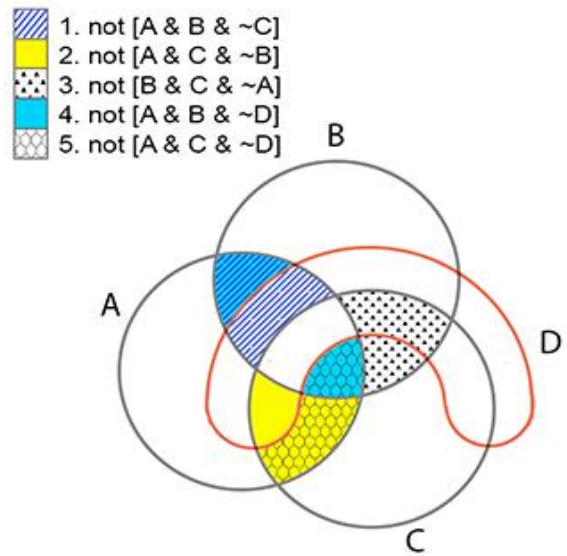 1. not [A & B & ~C]
2. not [A & C & ~B]
3. not [B & C & ~A]
4. not [A & B & ~D]
5. not [A & C & ~D]
B
A
D
C